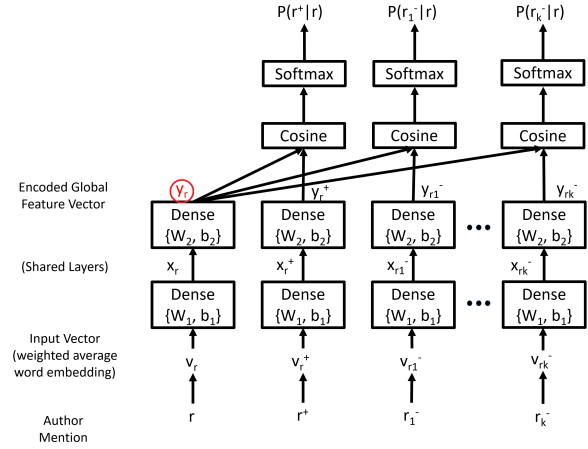 P(r⁺|r) P(r₁⁻|r) P(rₖ⁻|r)
Softmax Softmax Softmax
Cosine Cosine Cosine
Encoded Global
Feature Vector
yᵣ yᵣ⁺ yᵣ₁⁻ yᵣₖ⁻
Dense Dense Dense Dense
{W₂, b₂} {W₂, b₂} {W₂, b₂} ••• {W₂, b₂}
(Shared Layers) xᵣ xᵣ⁺ xᵣ₁⁻ xᵣₖ⁻
Dense Dense Dense Dense
{W₁, b₁} {W₁, b₁} {W₁, b₁} ••• {W₁, b₁}
Input Vector
(weighted average
word embedding)
vᵣ vᵣ⁺ vᵣ₁⁻ vᵣₖ⁻
Author
Mention
r r⁺ r₁⁻ rₖ⁻